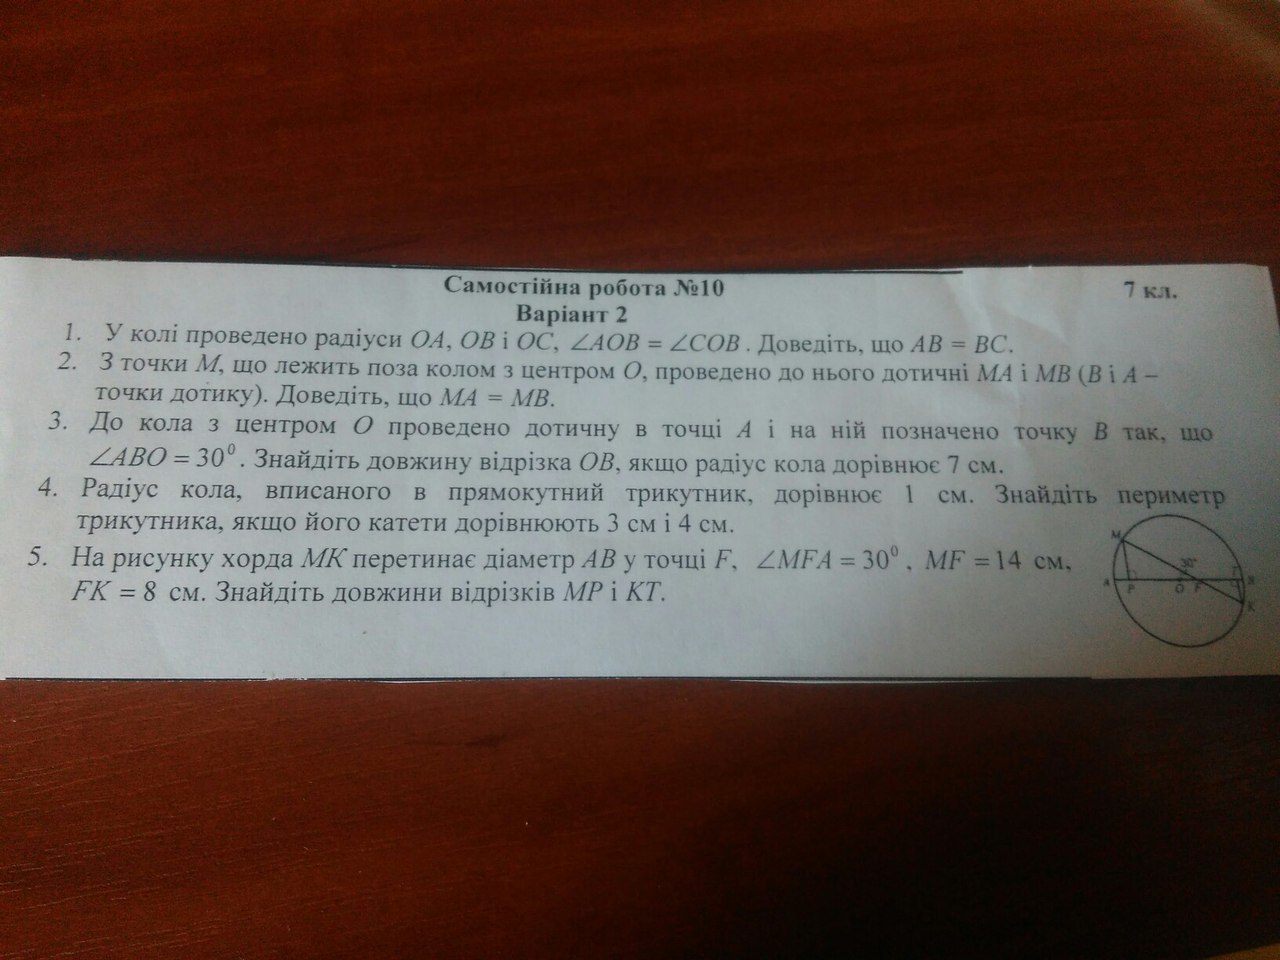 Самостійна робота №10 7 кл.
Варіант 2
1. У колі проведено радіуси OA, OB і OC, ∠AOB = ∠COB. Доведіть, що AB = BC.
2. З точки M, що лежить поза колом з центром O, проведено до нього дотичні MA і MB (B і A –
точки дотику). Доведіть, що MA = MB.
3. До кола з центром O проведено дотичну в точці A і на ній позначено точку B так, що
∠ABO = 30⁰. Знайдіть довжину відрізка OB, якщо радіус кола дорівнює 7 см.
4. Радіус кола, вписаного в прямокутний трикутник, дорівнює 1 см. Знайдіть периметр
трикутника, якщо його катети дорівнюють 3 см і 4 см.
5. На рисунку хорда MK перетинає діаметр AB у точці F, ∠MFA = 30⁰, MF = 14 см,
FK = 8 см. Знайдіть довжини відрізків MP і KT.
M
30°
A P O F B
K